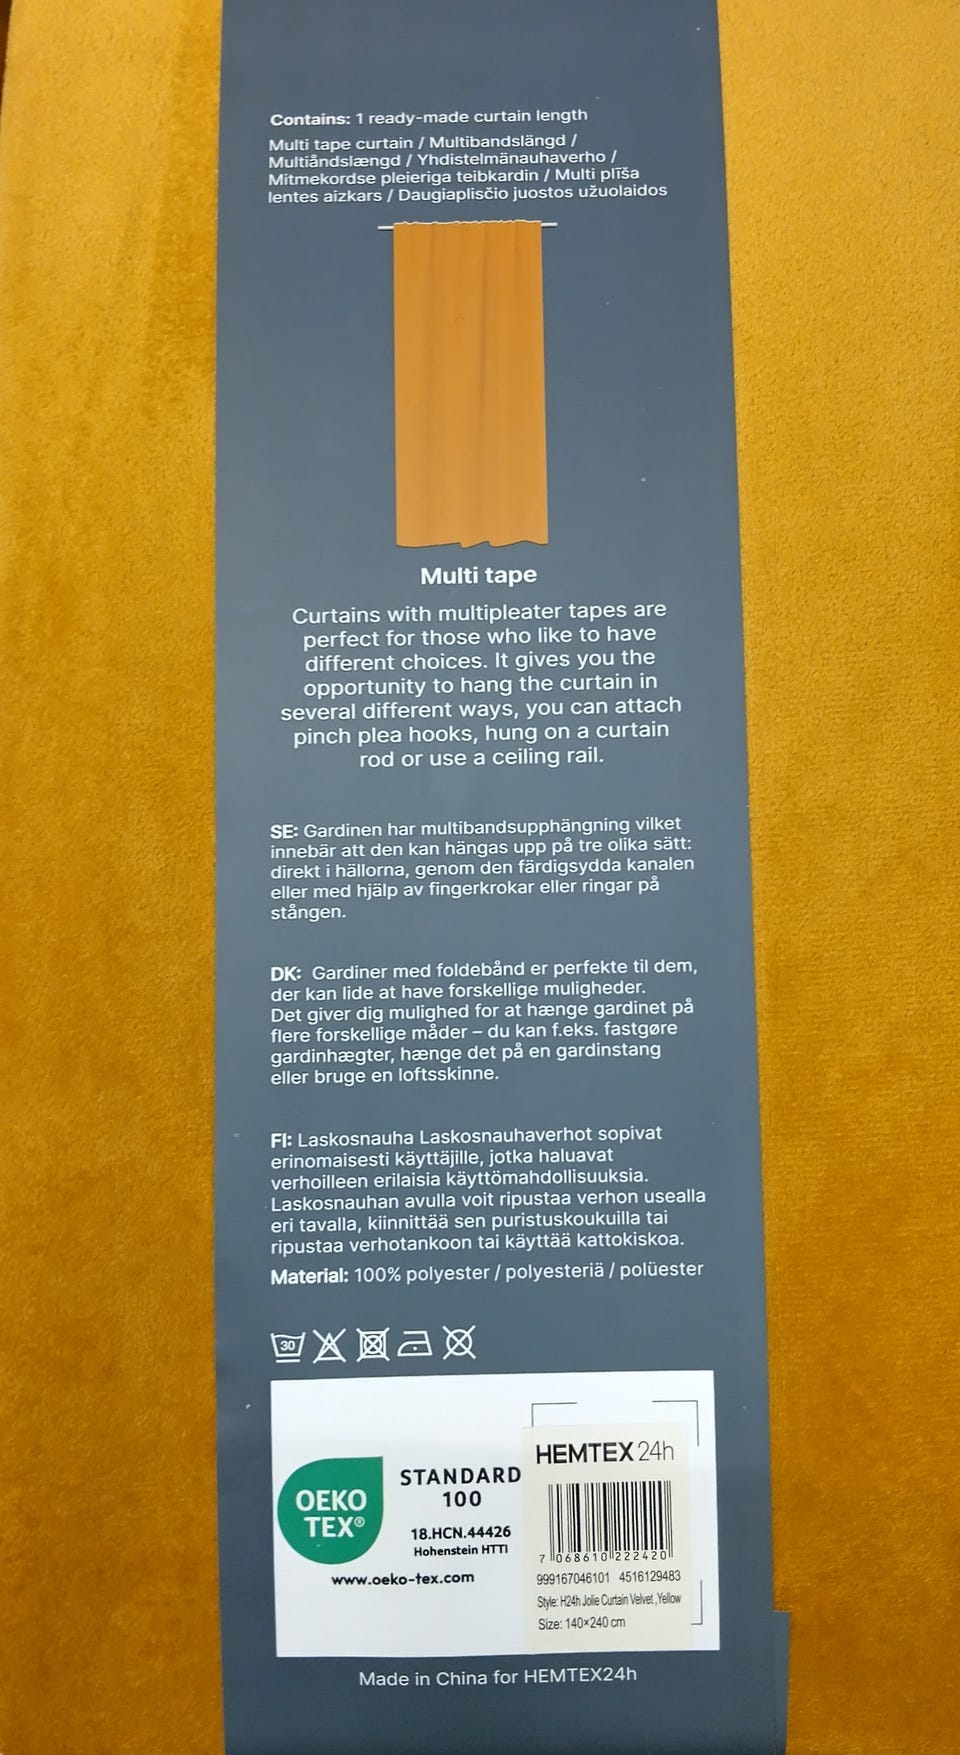 Contains: 1 ready-made curtain length
Multi tape curtain / Multibandslängd /
Multiåndslængd / Yhdistelmänauhaverho /
Mitmekordse pleieriga teibkardin / Multi plīša
lentes aizkars / Daugiaplisčio juostos užuolaidos
Multi tape
Curtains with multipleater tapes are
perfect for those who like to have
different choices. It gives you the
opportunity to hang the curtain in
several different ways, you can attach
pinch plea hooks, hung on a curtain
rod or use a ceiling rail.
SE: Gardinen har multibandsupphängning vilket
innebär att den kan hängas upp på tre olika sätt:
direkt i hällorna, genom den färdigsydda kanalen
eller med hjälp av fingerkrokar eller ringar på
stången.
DK: Gardiner med foldebånd er perfekte til dem,
der kan lide at have forskellige muligheder.
Det giver dig mulighed for at hænge gardinet på
flere forskellige måder – du kan f.eks. fastgøre
gardinhægter, hænge det på en gardinstang
eller bruge en loftsskinne.
FI: Laskosnauha Laskosnauhaverhot sopivat
erinomaisesti käyttäjille, jotka haluavat
verhoilleen erilaisia käyttömahdollisuuksia.
Laskosnauhan avulla voit ripustaa verhon usealla
eri tavalla, kiinnittää sen puristuskoukuilla tai
ripustaa verhotankoon tai käyttää kattokiskoa.
Material: 100% polyester / polyesteriä / polüester
30
OEKO
TEX®
STANDARD
100
18.HCN.44426
Hohenstein HTTI
www.oeko-tex.com
HEMTEX 24h
7 068610 222420
999167046101 4516129483
Style: H24h Jolie Curtain Velvet ,Yellow
Size: 140×240 cm
Made in China for HEMTEX24h